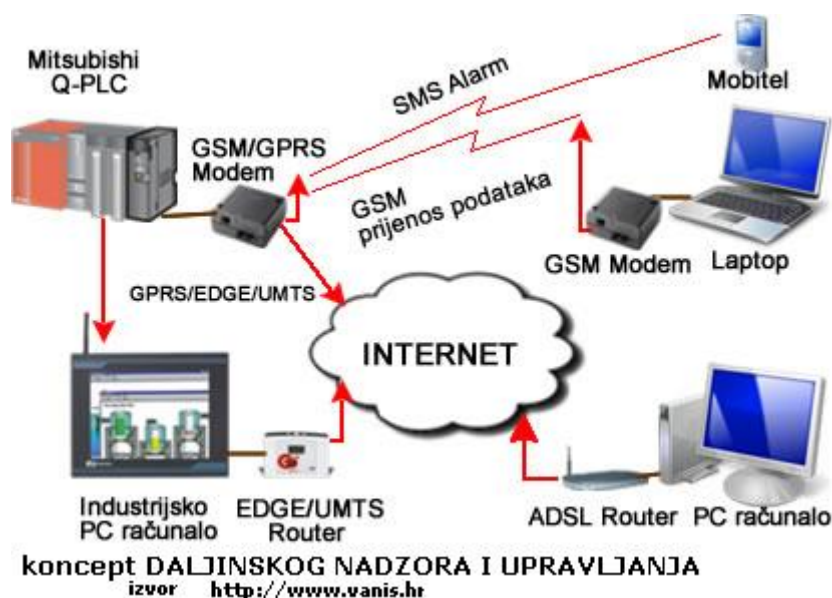 Mitsubishi
Q-PLC
SMS Alarm
Mobitel
GSM/GPRS
Modem
GSM
prijenos podataka
GSM Modem
Laptop
GPRS/EDGE/UMTS
INTERNET
Industrijsko
PC računalo
EDGE/UMTS
Router
ADSL Router
PC računalo
koncept DALJINSKOG NADZORA I UPRAVLJANJA
izvor http://www.vanis.hr